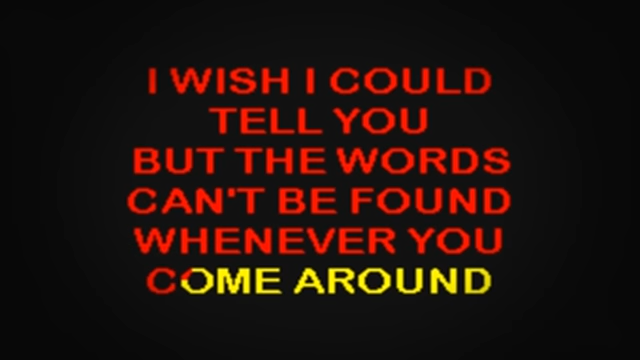 I WISH I COULD
TELL YOU
BUT THE WORDS
CAN'T BE FOUND
WHENEVER YOU
COME AROUND